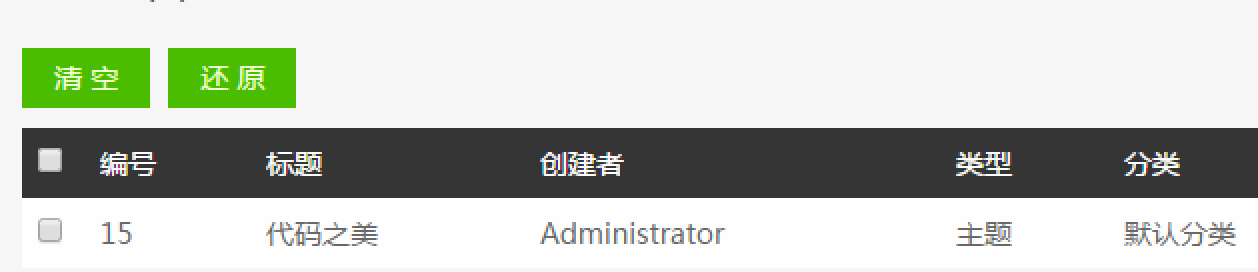 清空 还原
编号 标题 创建者 类型 分类
15 代码之美 Administrator 主题 默认分类